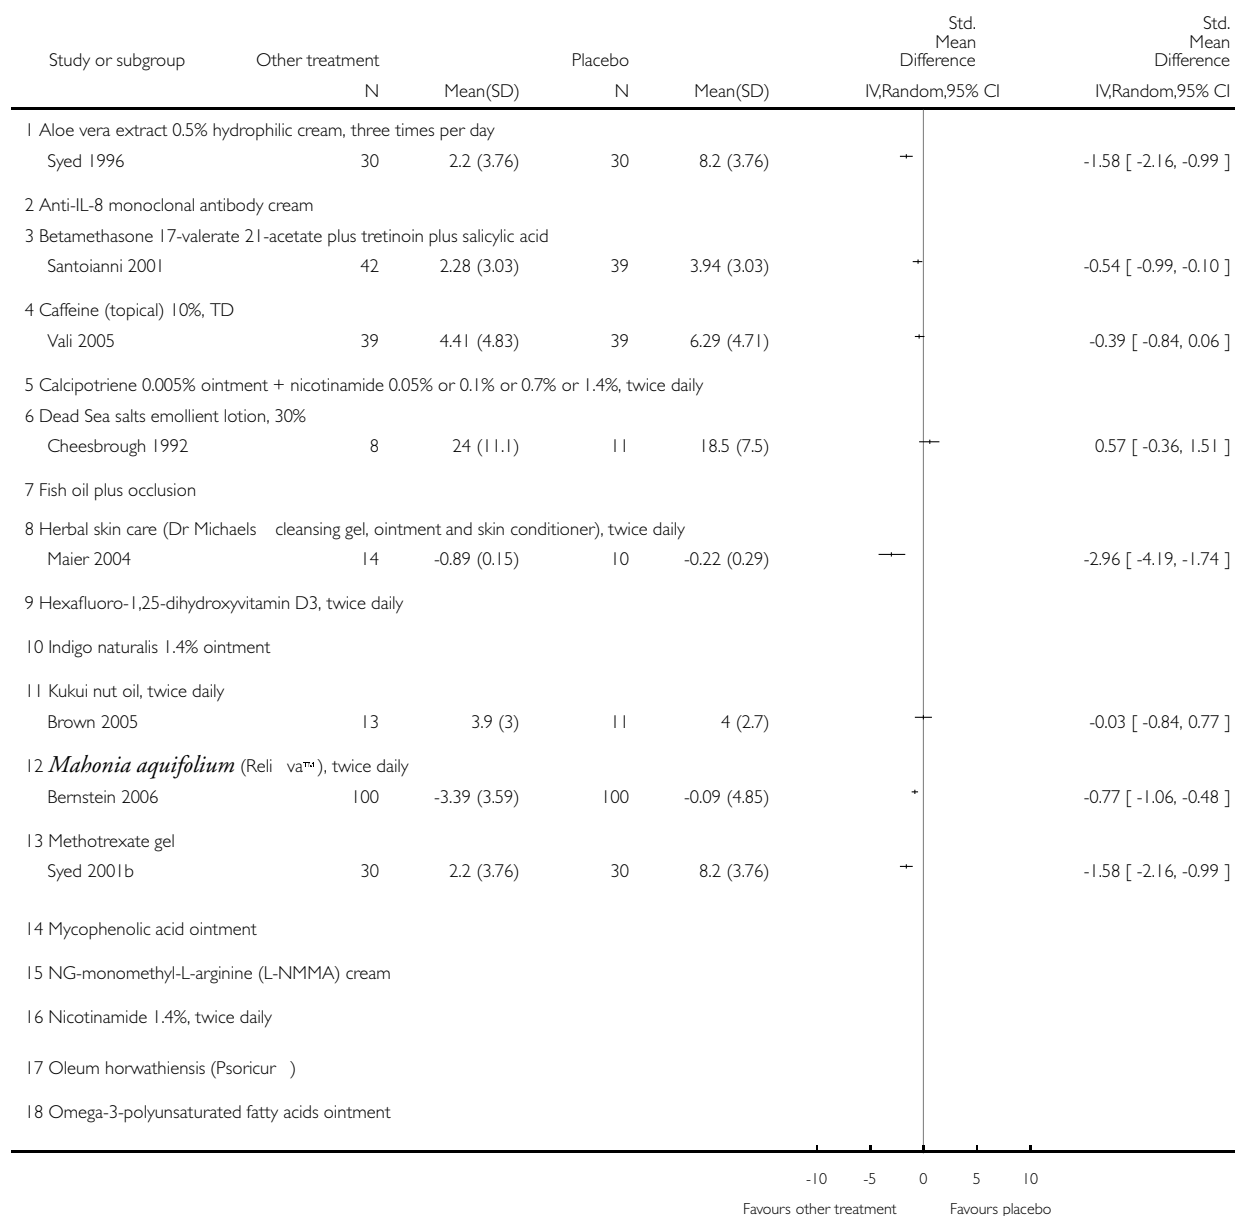 Std. Mean Difference Std. Mean Difference
Study or subgroup Other treatment Placebo
N Mean(SD) N Mean(SD) IV,Random,95% CI IV,Random,95% CI
1 Aloe vera extract 0.5% hydrophilic cream, three times per day
Syed 1996 30 2.2 (3.76) 30 8.2 (3.76) -1.58 [ -2.16, -0.99 ]
2 Anti-IL-8 monoclonal antibody cream
3 Betamethasone 17-valerate 21-acetate plus tretinoin plus salicylic acid
Santoianni 2001 42 2.28 (3.03) 39 3.94 (3.03) -0.54 [ -0.99, -0.10 ]
4 Caffeine (topical) 10%, TD
Vali 2005 39 4.41 (4.83) 39 6.29 (4.71) -0.39 [ -0.84, 0.06 ]
5 Calcipotriene 0.005% ointment + nicotinamide 0.05% or 0.1% or 0.7% or 1.4%, twice daily
6 Dead Sea salts emollient lotion, 30%
Cheesbrough 1992 8 24 (11.1) 11 18.5 (7.5) 0.57 [ -0.36, 1.51 ]
7 Fish oil plus occlusion
8 Herbal skin care (Dr Michaels cleansing gel, ointment and skin conditioner), twice daily
Maier 2004 14 -0.89 (0.15) 10 -0.22 (0.29) -2.96 [ -4.19, -1.74 ]
9 Hexafluoro-1,25-dihydroxyvitamin D3, twice daily
10 Indigo naturalis 1.4% ointment
11 Kukui nut oil, twice daily
Brown 2005 13 3.9 (3) 11 4 (2.7) -0.03 [ -0.84, 0.77 ]
12 Mahonia aquifolium (Reli va™), twice daily
Bernstein 2006 100 -3.39 (3.59) 100 -0.09 (4.85) -0.77 [ -1.06, -0.48 ]
13 Methotrexate gel
Syed 2001b 30 2.2 (3.76) 30 8.2 (3.76) -1.58 [ -2.16, -0.99 ]
14 Mycophenolic acid ointment
15 NG-monomethyl-L-arginine (L-NMMA) cream
16 Nicotinamide 1.4%, twice daily
17 Oleum horwathiensis (Psoricur )
18 Omega-3-polyunsaturated fatty acids ointment
-10 -5 0 5 10
Favours other treatment Favours placebo